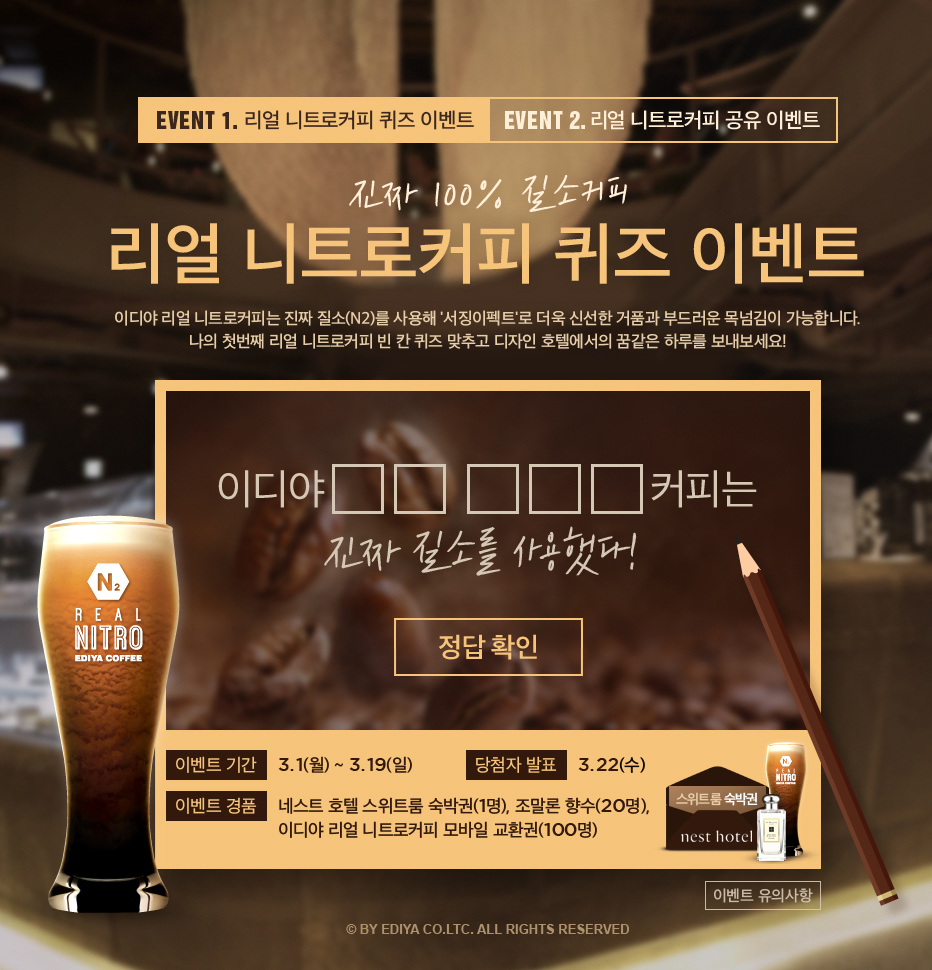 EVENT 1. 리얼 니트로커피 퀴즈 이벤트
EVENT 2. 리얼 니트로커피 공유 이벤트
진짜 100% 질소커피
리얼 니트로커피 퀴즈 이벤트
이디야 리얼 니트로커피는 진짜 질소(N2)를 사용해 '서징이펙트'로 더욱 신선한 거품과 부드러운 목넘김이 가능합니다.
나의 첫번째 리얼 니트로커피 빈 칸 퀴즈 맞추고 디자인 호텔에서의 꿈같은 하루를 보내보세요!
이디야□□ □□□커피는
진짜 질소를 사용했다!
정답 확인
N2
REAL
NITRO
EDIYA COFFEE
이벤트 기간 3.1(월) ~ 3.19(일)
당첨자 발표 3.22(수)
이벤트 경품 네스트 호텔 스위트룸 숙박권(1명), 조말론 향수(20명),
이디야 리얼 니트로커피 모바일 교환권(100명)
스위트룸 숙박권
nest hotel
N2
REAL
NITRO
이벤트 유의사항
© BY EDIYA CO.LTC. ALL RIGHTS RESERVED